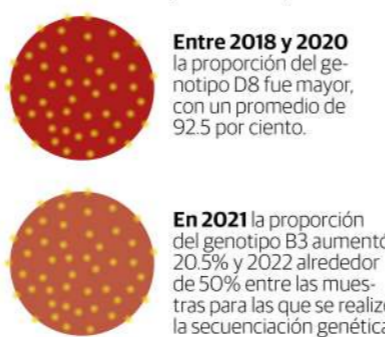 Entre 2018 y 2020
la proporción del ge-
notipo D8 fue mayor,
con un promedio de
92.5 por ciento.
En 2021 la proporción
del genotipo B3 aumentó
20.5% y 2022 alrededor
de 50% entre las mues-
tras para las que se realizó
la secuenciación genética